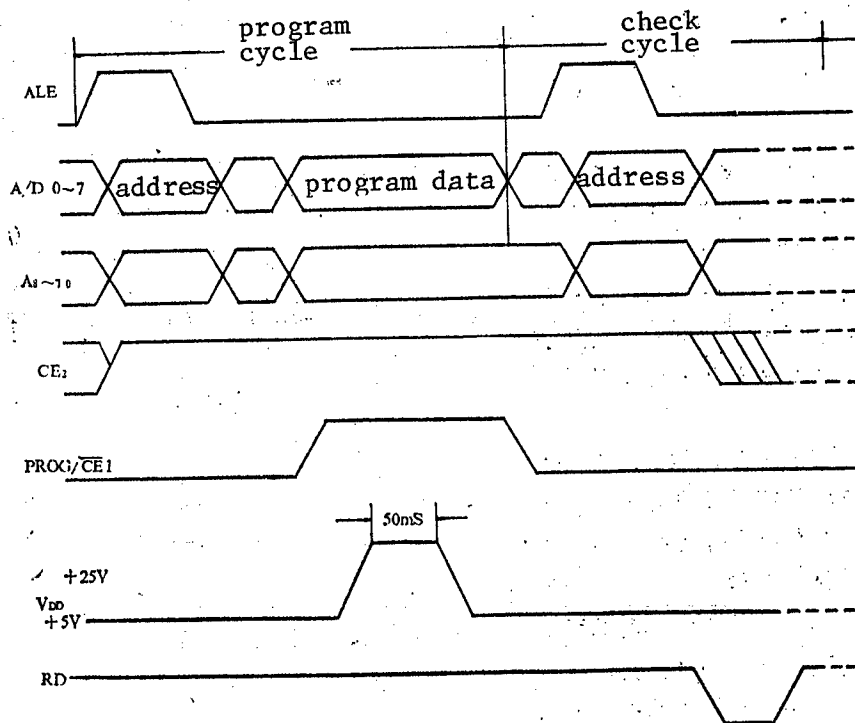 program
cycle
check
cycle
ALE
A/D 0~7
address
program data
address
A8~10
CE2
PROG/CE1
50mS
+25V
VDD
+5V
RD